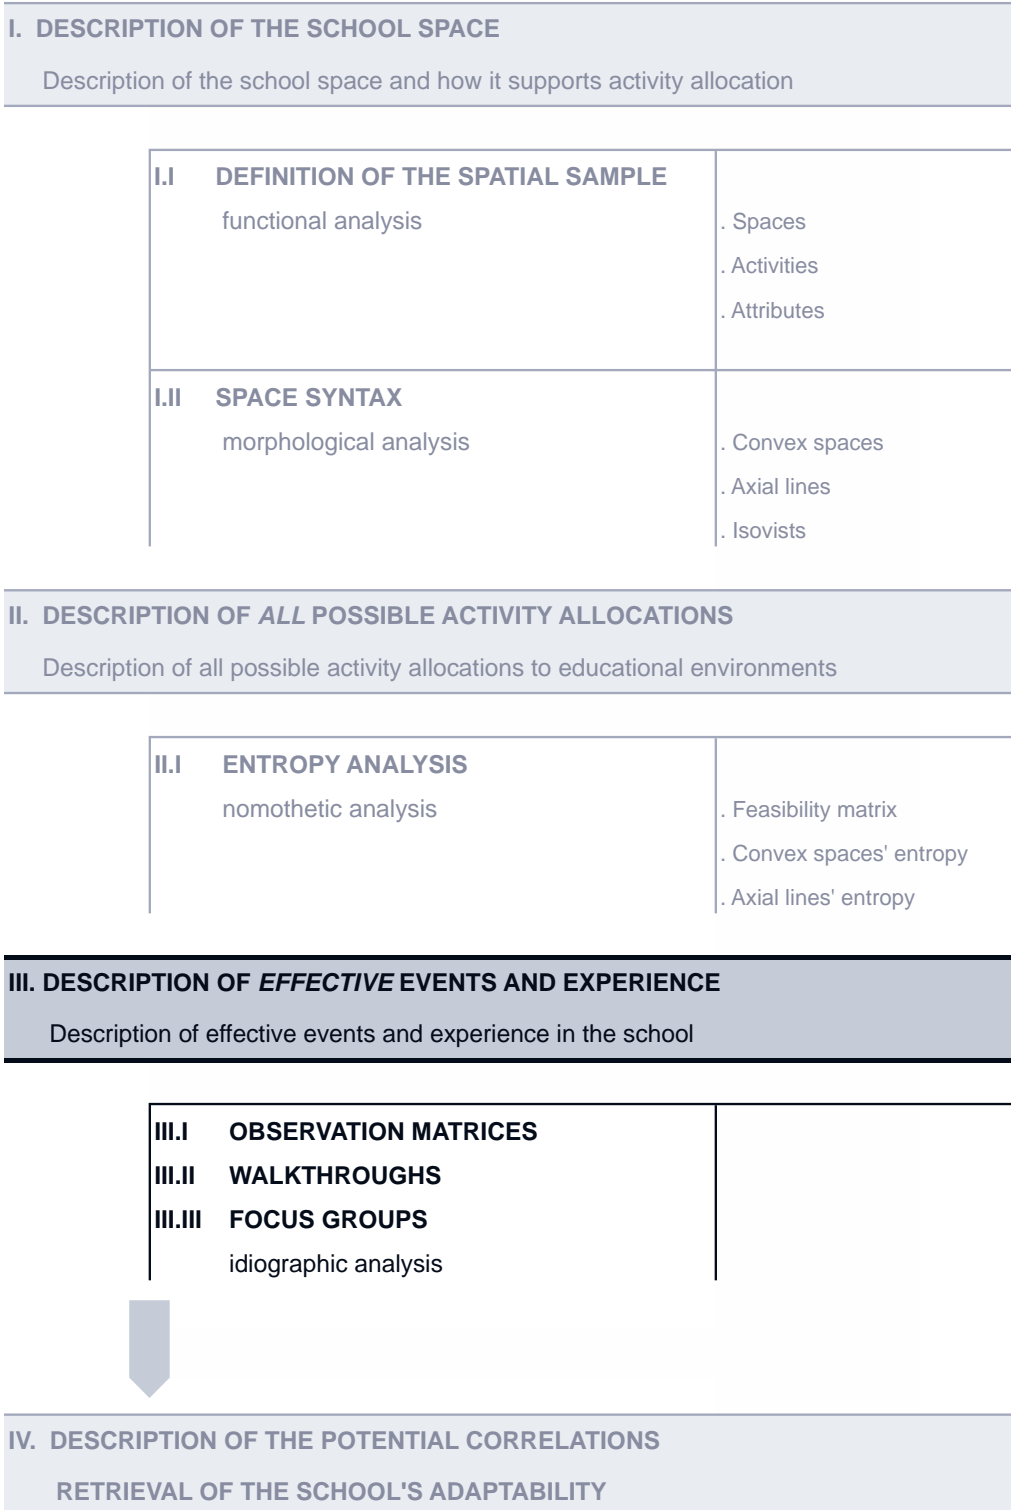 I. DESCRIPTION OF THE SCHOOL SPACE
Description of the school space and how it supports activity allocation
I.I DEFINITION OF THE SPATIAL SAMPLE
functional analysis
. Spaces
. Activities
. Attributes
I.II SPACE SYNTAX
morphological analysis
. Convex spaces
. Axial lines
. Isovists
II. DESCRIPTION OF ALL POSSIBLE ACTIVITY ALLOCATIONS
Description of all possible activity allocations to educational environments
II.I ENTROPY ANALYSIS
nomothetic analysis
. Feasibility matrix
. Convex spaces' entropy
. Axial lines' entropy
III. DESCRIPTION OF EFFECTIVE EVENTS AND EXPERIENCE
Description of effective events and experience in the school
III.I OBSERVATION MATRICES
III.II WALKTHROUGHS
III.III FOCUS GROUPS
idiographic analysis
IV. DESCRIPTION OF THE POTENTIAL CORRELATIONS
RETRIEVAL OF THE SCHOOL'S ADAPTABILITY